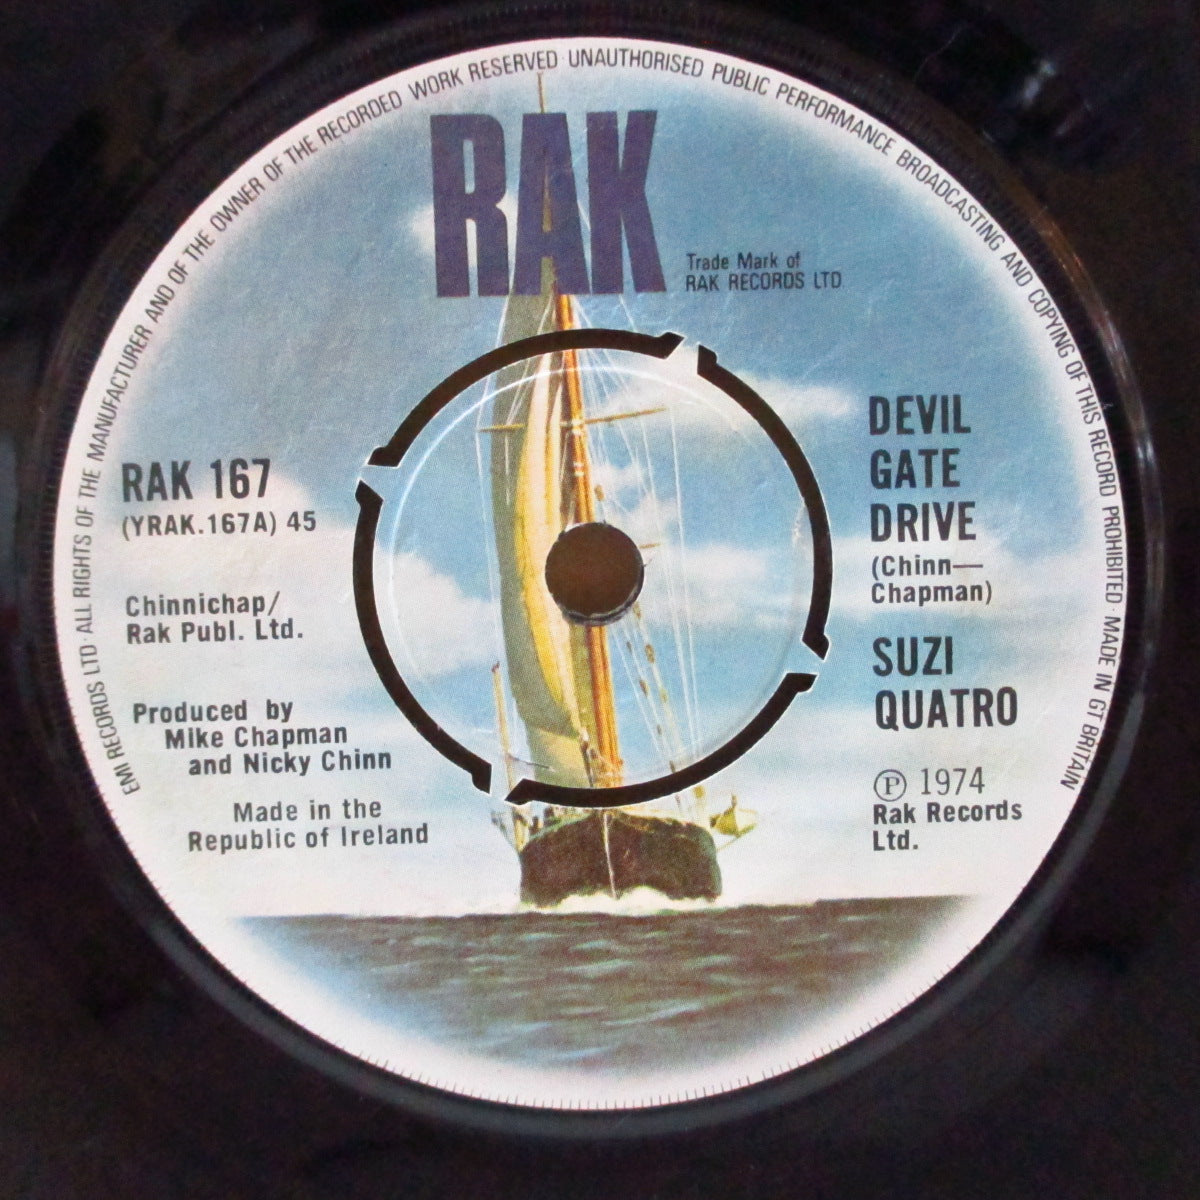 EMI RECORDS LTD · ALL RIGHTS OF THE MANUFACTURER AND OF THE OWNER OF THE RECORDED WORK RESERVED · UNAUTHORISED PUBLIC PERFORMANCE BROADCASTING AND COPYING OF THIS RECORD PROHIBITED · MADE IN GT BRITAIN
RAK
Trade Mark of
RAK RECORDS LTD.
RAK 167
(YRAK.167A) 45
Chinnichap/
Rak Publ. Ltd.
Produced by
Mike Chapman
and Nicky Chinn
Made in the
Republic of Ireland
DEVIL
GATE
DRIVE
(Chinn—
Chapman)
SUZI
QUATRO
℗ 1974
Rak Records
Ltd.